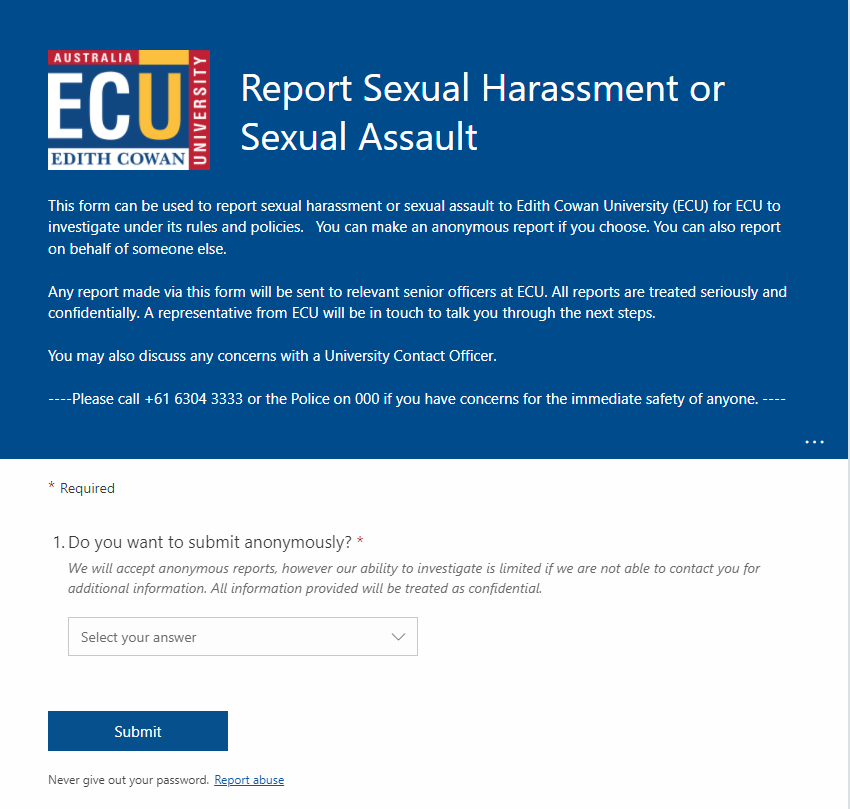 AUSTRALIA
ECU
UNIVERSITY
EDITH COWAN
Report Sexual Harassment or
Sexual Assault
This form can be used to report sexual harassment or sexual assault to Edith Cowan University (ECU) for ECU to
investigate under its rules and policies.   You can make an anonymous report if you choose. You can also report
on behalf of someone else.
Any report made via this form will be sent to relevant senior officers at ECU. All reports are treated seriously and
confidentially. A representative from ECU will be in touch to talk you through the next steps.
You may also discuss any concerns with a University Contact Officer.
----Please call +61 6304 3333 or the Police on 000 if you have concerns for the immediate safety of anyone. ----
...
* Required
1. Do you want to submit anonymously? *
We will accept anonymous reports, however our ability to investigate is limited if we are not able to contact you for
additional information. All information provided will be treated as confidential.
Select your answer
Submit
Never give out your password. Report abuse